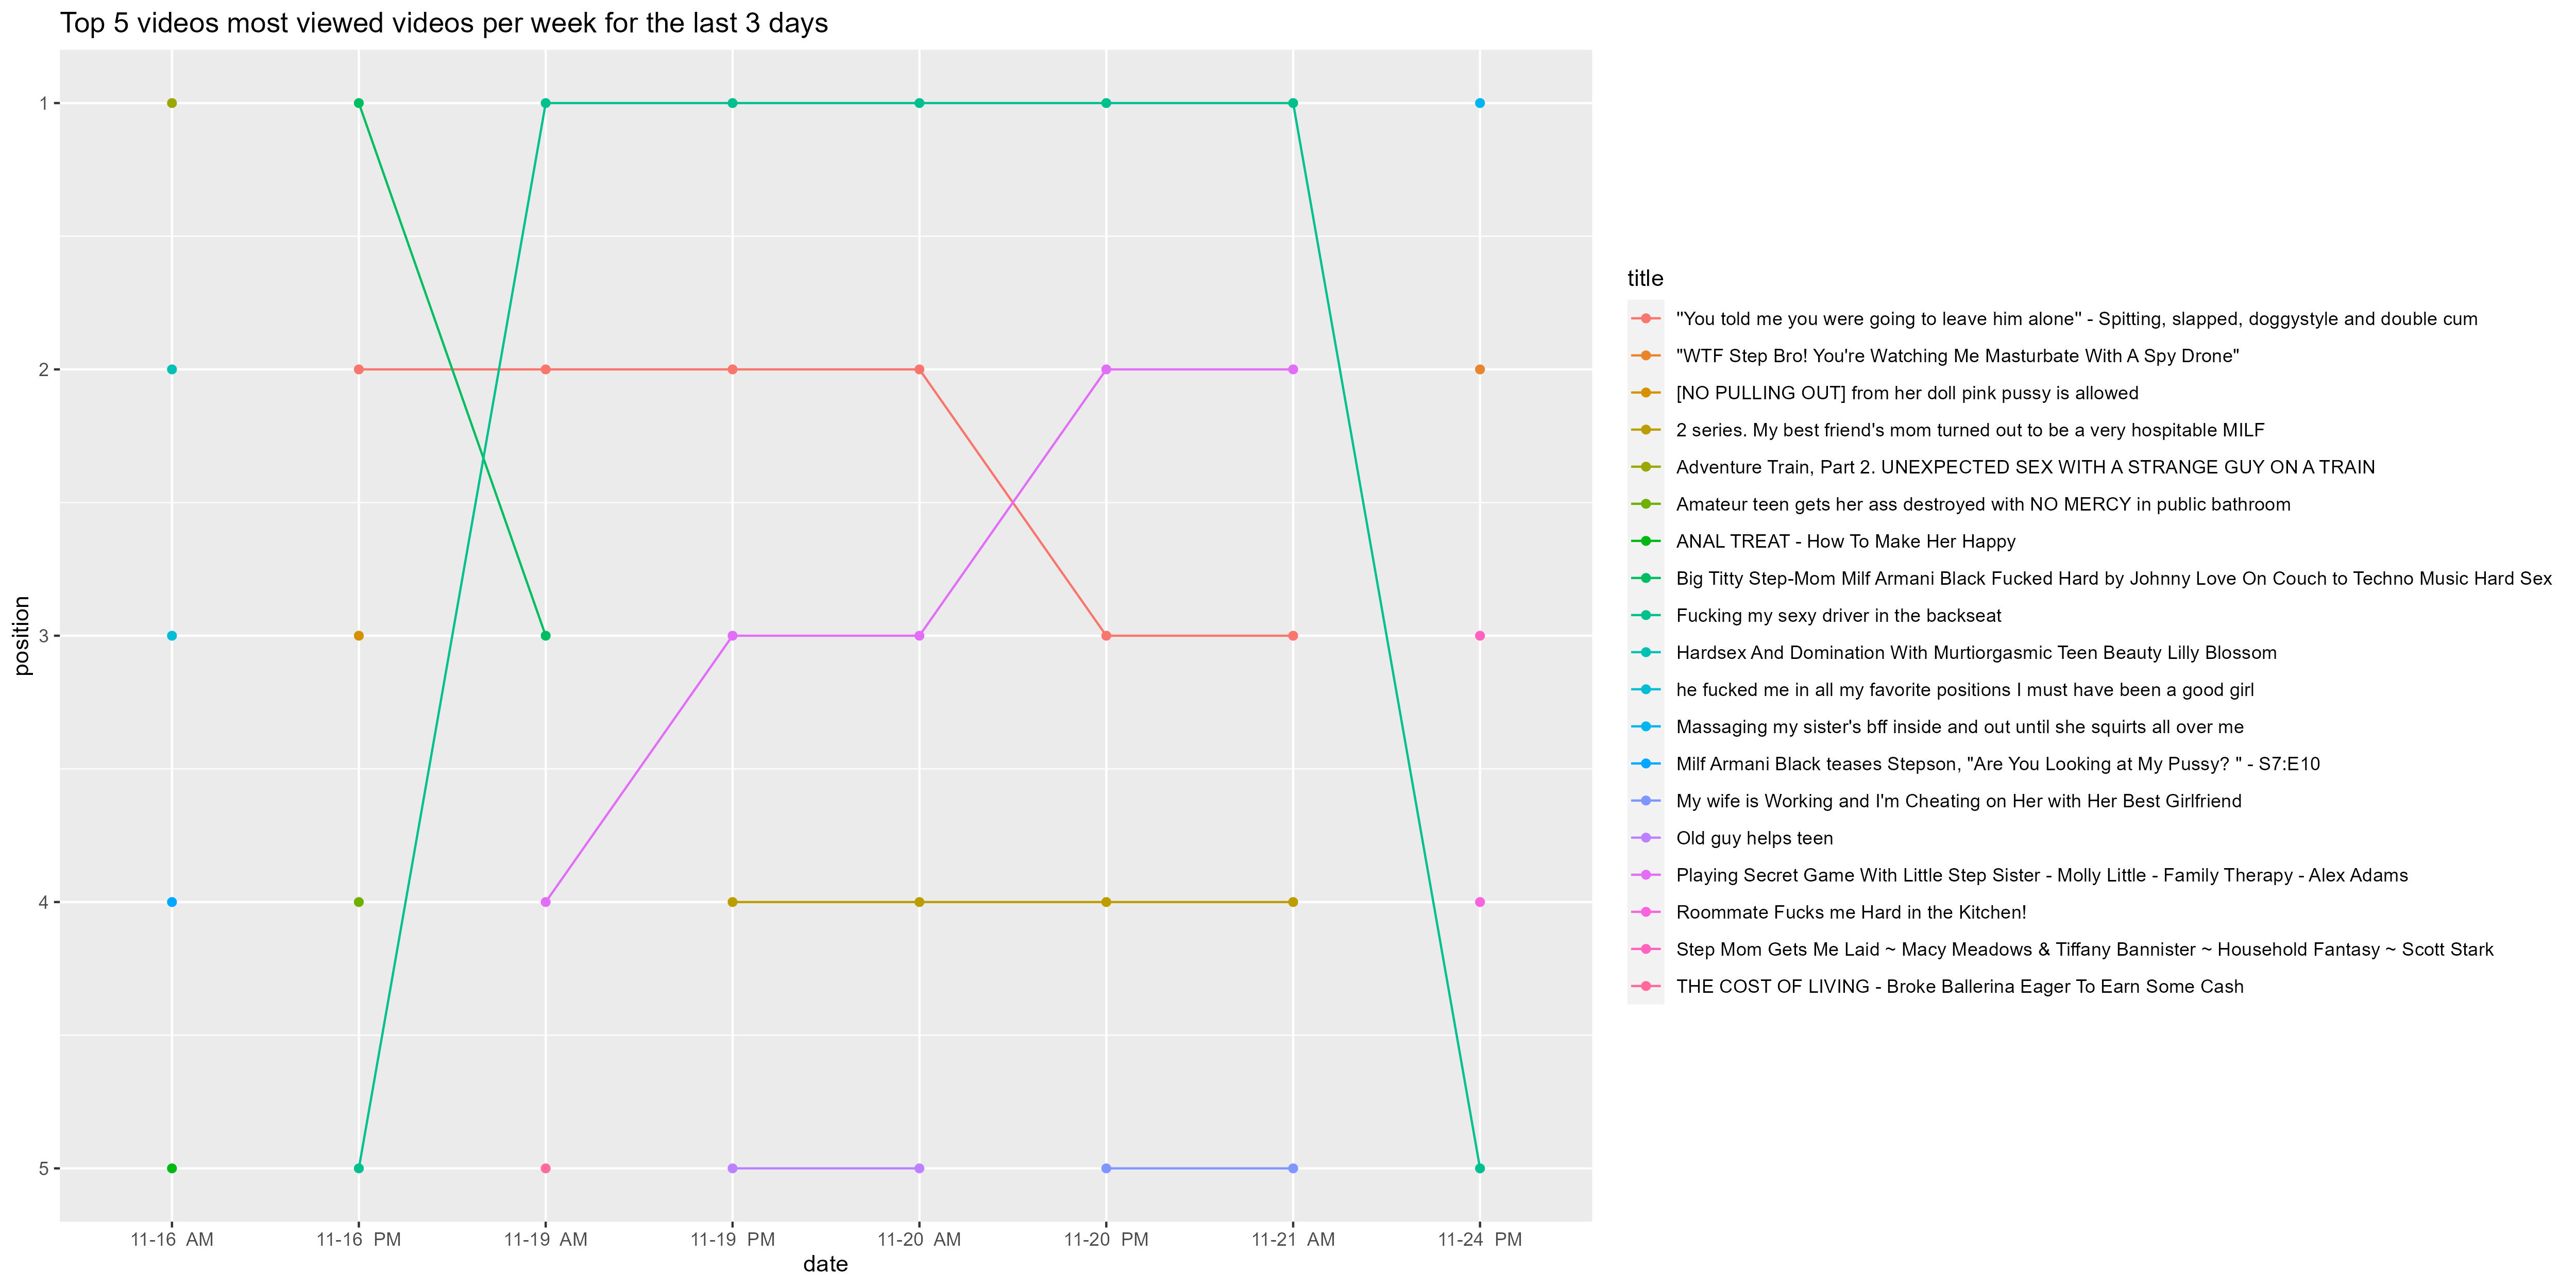 Top 5 videos most viewed videos per week for the last 3 days
position
1
2
3
4
5
11-16 AM
11-16 PM
11-19 AM
11-19 PM
11-20 AM
11-20 PM
11-21 AM
11-24 PM
date
title
"You told me you were going to leave him alone" - Spitting, slapped, doggystyle and double cum
"WTF Step Bro! You're Watching Me Masturbate With A Spy Drone"
[NO PULLING OUT] from her doll pink pussy is allowed
2 series. My best friend's mom turned out to be a very hospitable MILF
Adventure Train, Part 2. UNEXPECTED SEX WITH A STRANGE GUY ON A TRAIN
Amateur teen gets her ass destroyed with NO MERCY in public bathroom
ANAL TREAT - How To Make Her Happy
Big Titty Step-Mom Milf Armani Black Fucked Hard by Johnny Love On Couch to Techno Music Hard Sex
Fucking my sexy driver in the backseat
Hardsex And Domination With Murtiorgasmic Teen Beauty Lilly Blossom
he fucked me in all my favorite positions I must have been a good girl
Massaging my sister's bff inside and out until she squirts all over me
Milf Armani Black teases Stepson, "Are You Looking at My Pussy? " - S7:E10
My wife is Working and I'm Cheating on Her with Her Best Girlfriend
Old guy helps teen
Playing Secret Game With Little Step Sister - Molly Little - Family Therapy - Alex Adams
Roommate Fucks me Hard in the Kitchen!
Step Mom Gets Me Laid ~ Macy Meadows & Tiffany Bannister ~ Household Fantasy ~ Scott Stark
THE COST OF LIVING - Broke Ballerina Eager To Earn Some Cash